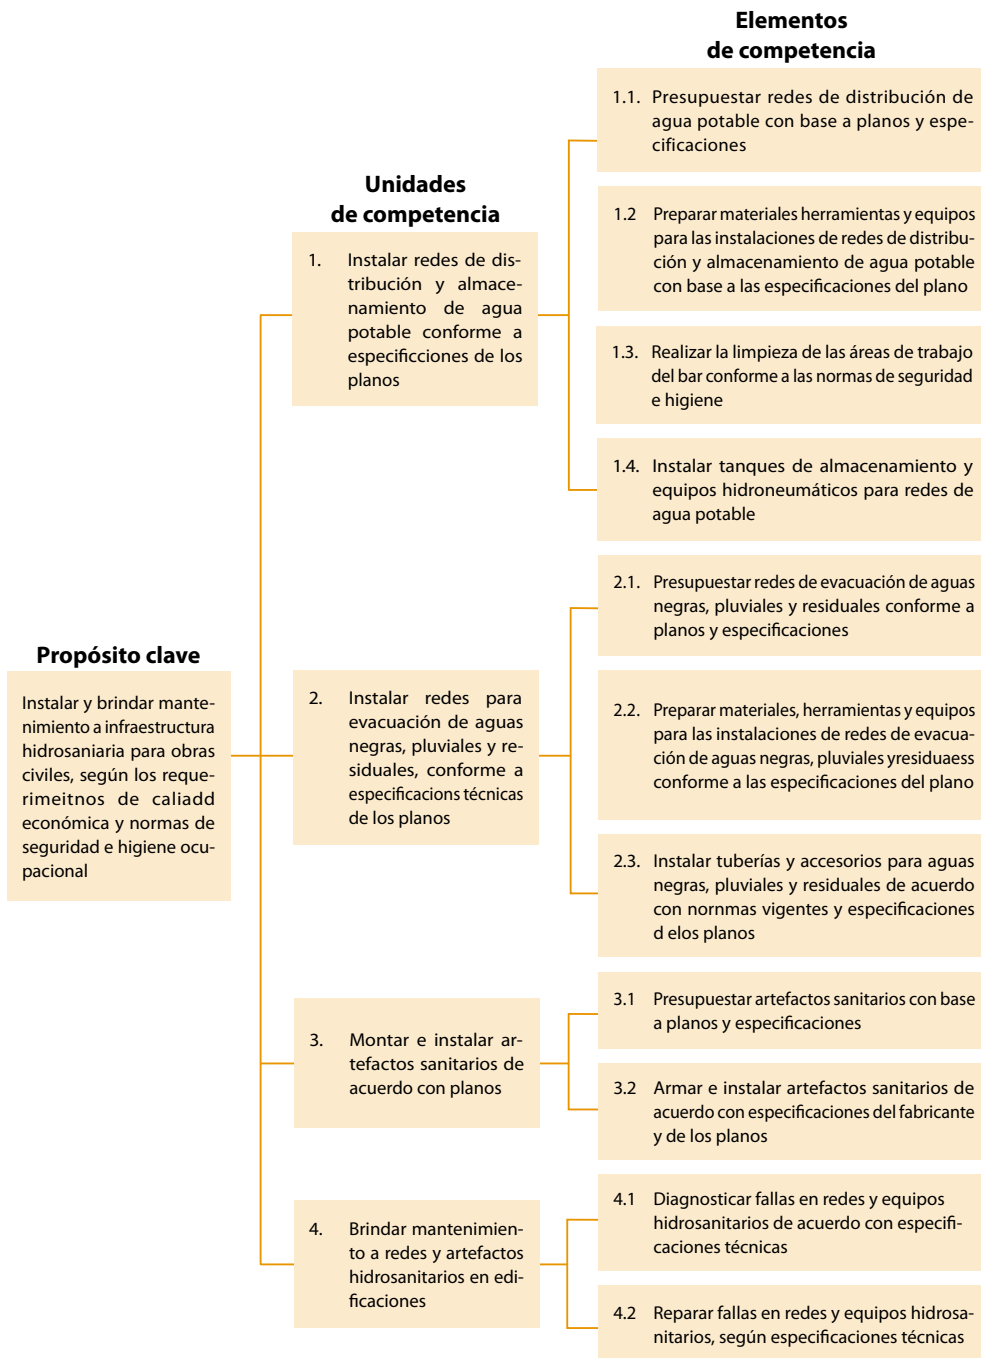 Propósito clave
Instalar y brindar mante-
nimiento a infraestructura
hidrosaniaria para obras
civiles, según los reque-
rimeitnos de caliadd
económica y normas de
seguridad e higiene ocu-
pacional
Unidades
de competencia
1. Instalar redes de dis-
tribución y almace-
namiento de agua
potable conforme a
especificciones de los
planos
2. Instalar redes para
evacuación de aguas
negras, pluviales y re-
siduales, conforme a
especificacions técnicas
de los planos
3. Montar e instalar ar-
tefactos sanitarios de
acuerdo con planos
4. Brindar mantenimien-
to a redes y artefactos
hidrosanitarios en edi-
ficaciones
Elementos
de competencia
1.1. Presupuestar redes de distribución de
agua potable con base a planos y espe-
cificaciones
1.2 Preparar materiales herramientas y equipos
para las instalaciones de redes de distribu-
ción y almacenamiento de agua potable
con base a las especificaciones del plano
1.3. Realizar la limpieza de las áreas de trabajo
del bar conforme a las normas de seguridad
e higiene
1.4. Instalar tanques de almacenamiento y
equipos hidroneumáticos para redes de
agua potable
2.1. Presupuestar redes de evacuación de aguas
negras, pluviales y residuales conforme a
planos y especificaciones
2.2. Preparar materiales, herramientas y equipos
para las instalaciones de redes de evacua-
ción de aguas negras, pluviales yresiduaess
conforme a las especificaciones del plano
2.3. Instalar tuberías y accesorios para aguas
negras, pluviales y residuales de acuerdo
con nornmas vigentes y especificaciones
d elos planos
3.1 Presupuestar artefactos sanitarios con base
a planos y especificaciones
3.2 Armar e instalar artefactos sanitarios de
acuerdo con especificaciones del fabricante
y de los planos
4.1 Diagnosticar fallas en redes y equipos
hidrosanitarios de acuerdo con especifi-
caciones técnicas
4.2 Reparar fallas en redes y equipos hidrosa-
nitarios, según especificaciones técnicas